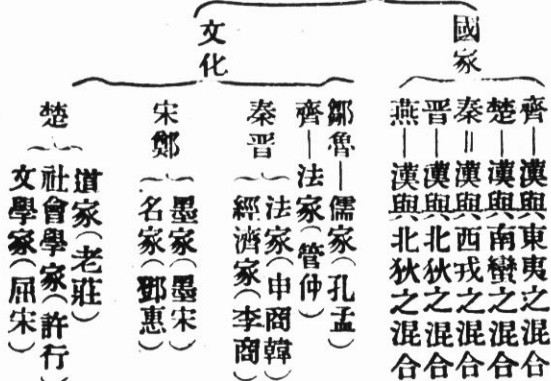 國家
齊—漢與東夷之混合
楚—漢與南蠻之混合
秦＝漢與西戎之混合
晋—漢與北狄之混合
燕—漢與北狄之混合
文化
鄒魯—儒家（孔孟）
齊—法家（管仲）
秦晋
法家（申商韓）
經濟家（李商）
宋鄭
墨家（墨宋）
名家（鄧惠）
楚
道家（老莊）
社會學家（許行）
文學家（屈宋）